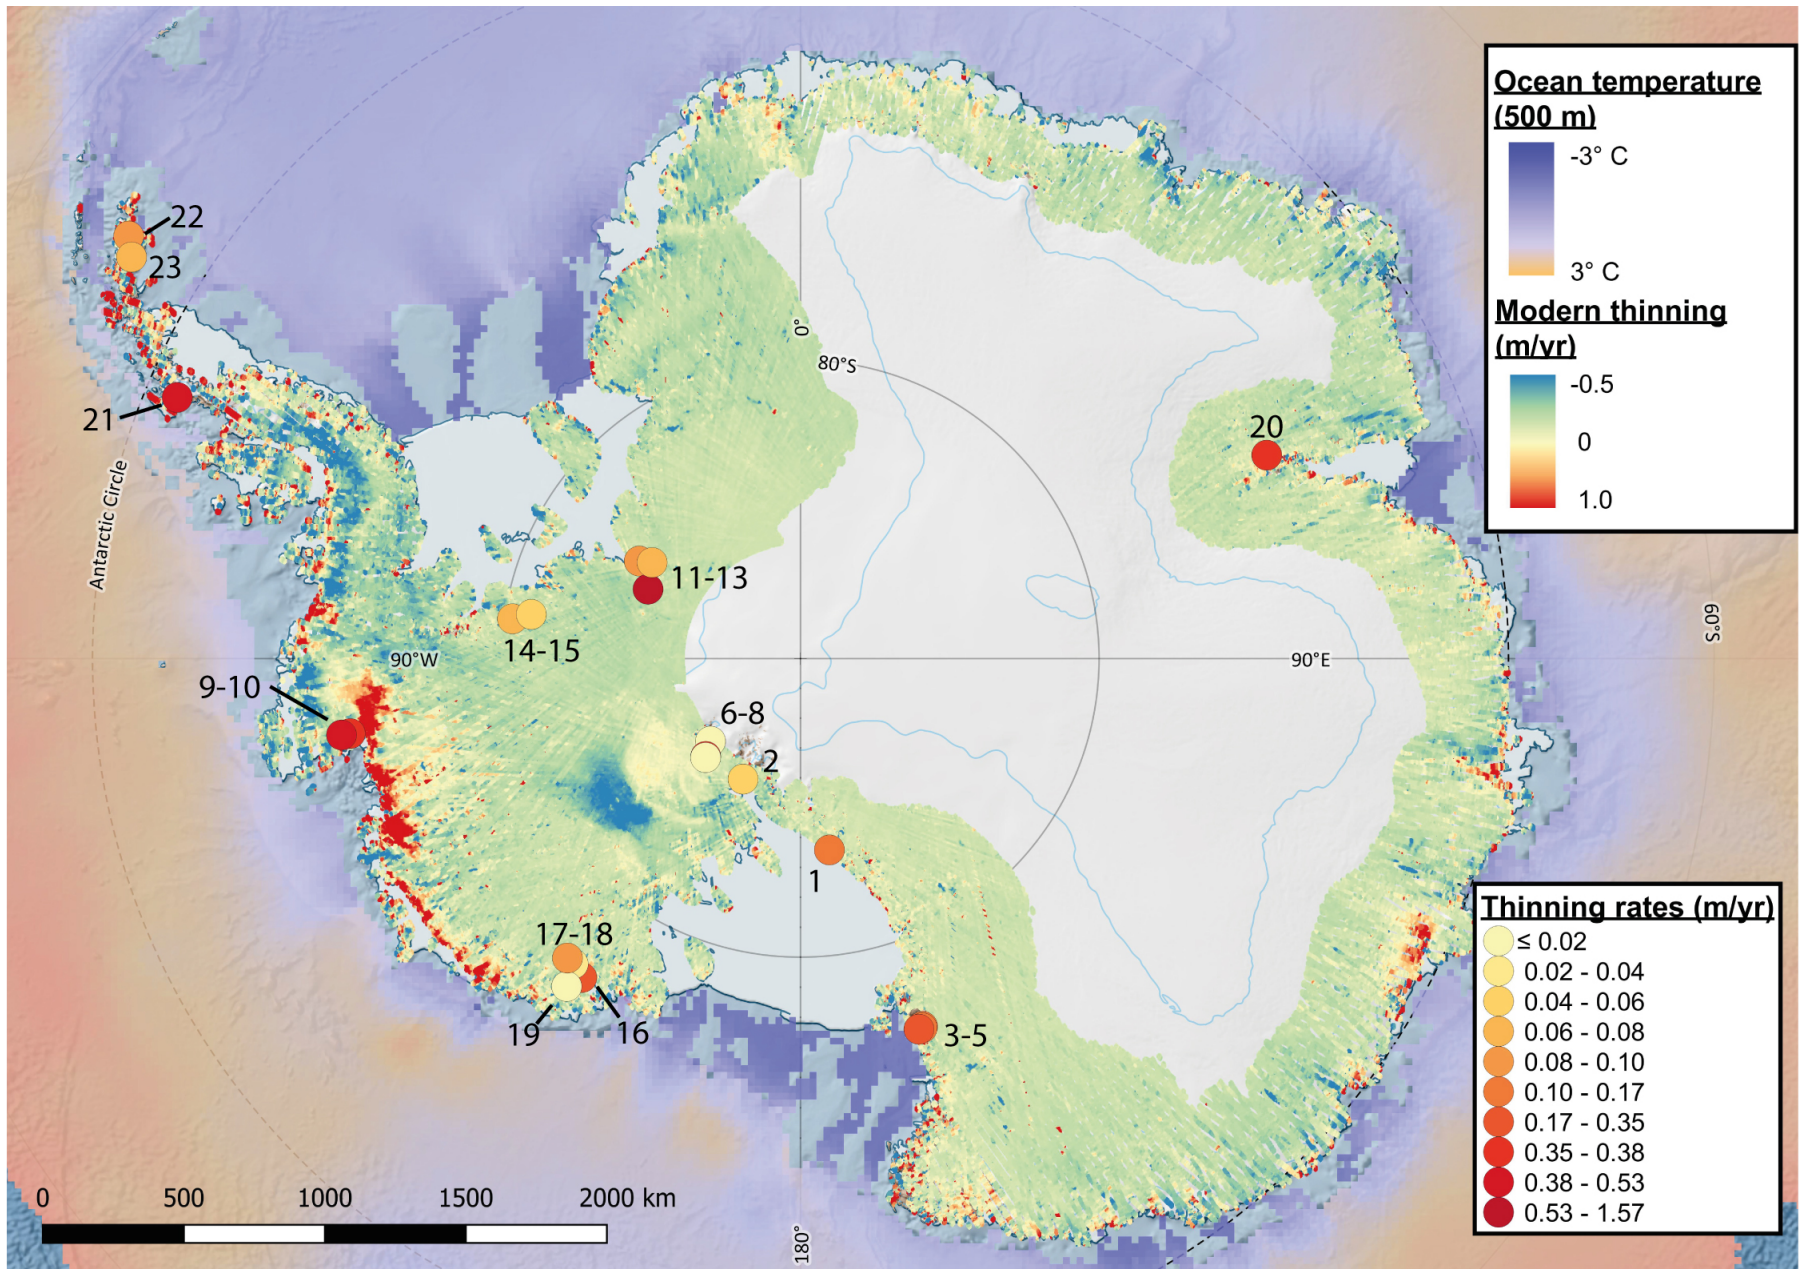 Ocean temperature
(500 m)
-3° C
3° C
Modern thinning
(m/yr)
-0.5
0
1.0
22
23
21
Antarctic Circle
0°
80°S
20
11-13
14-15
90°W
90°E
60°S
9-10
6-8
2
1
17-18
19
16
3-5
180°
0
500
1000
1500
2000 km
Thinning rates (m/yr)
≤ 0.02
0.02 - 0.04
0.04 - 0.06
0.06 - 0.08
0.08 - 0.10
0.10 - 0.17
0.17 - 0.35
0.35 - 0.38
0.38 - 0.53
0.53 - 1.57